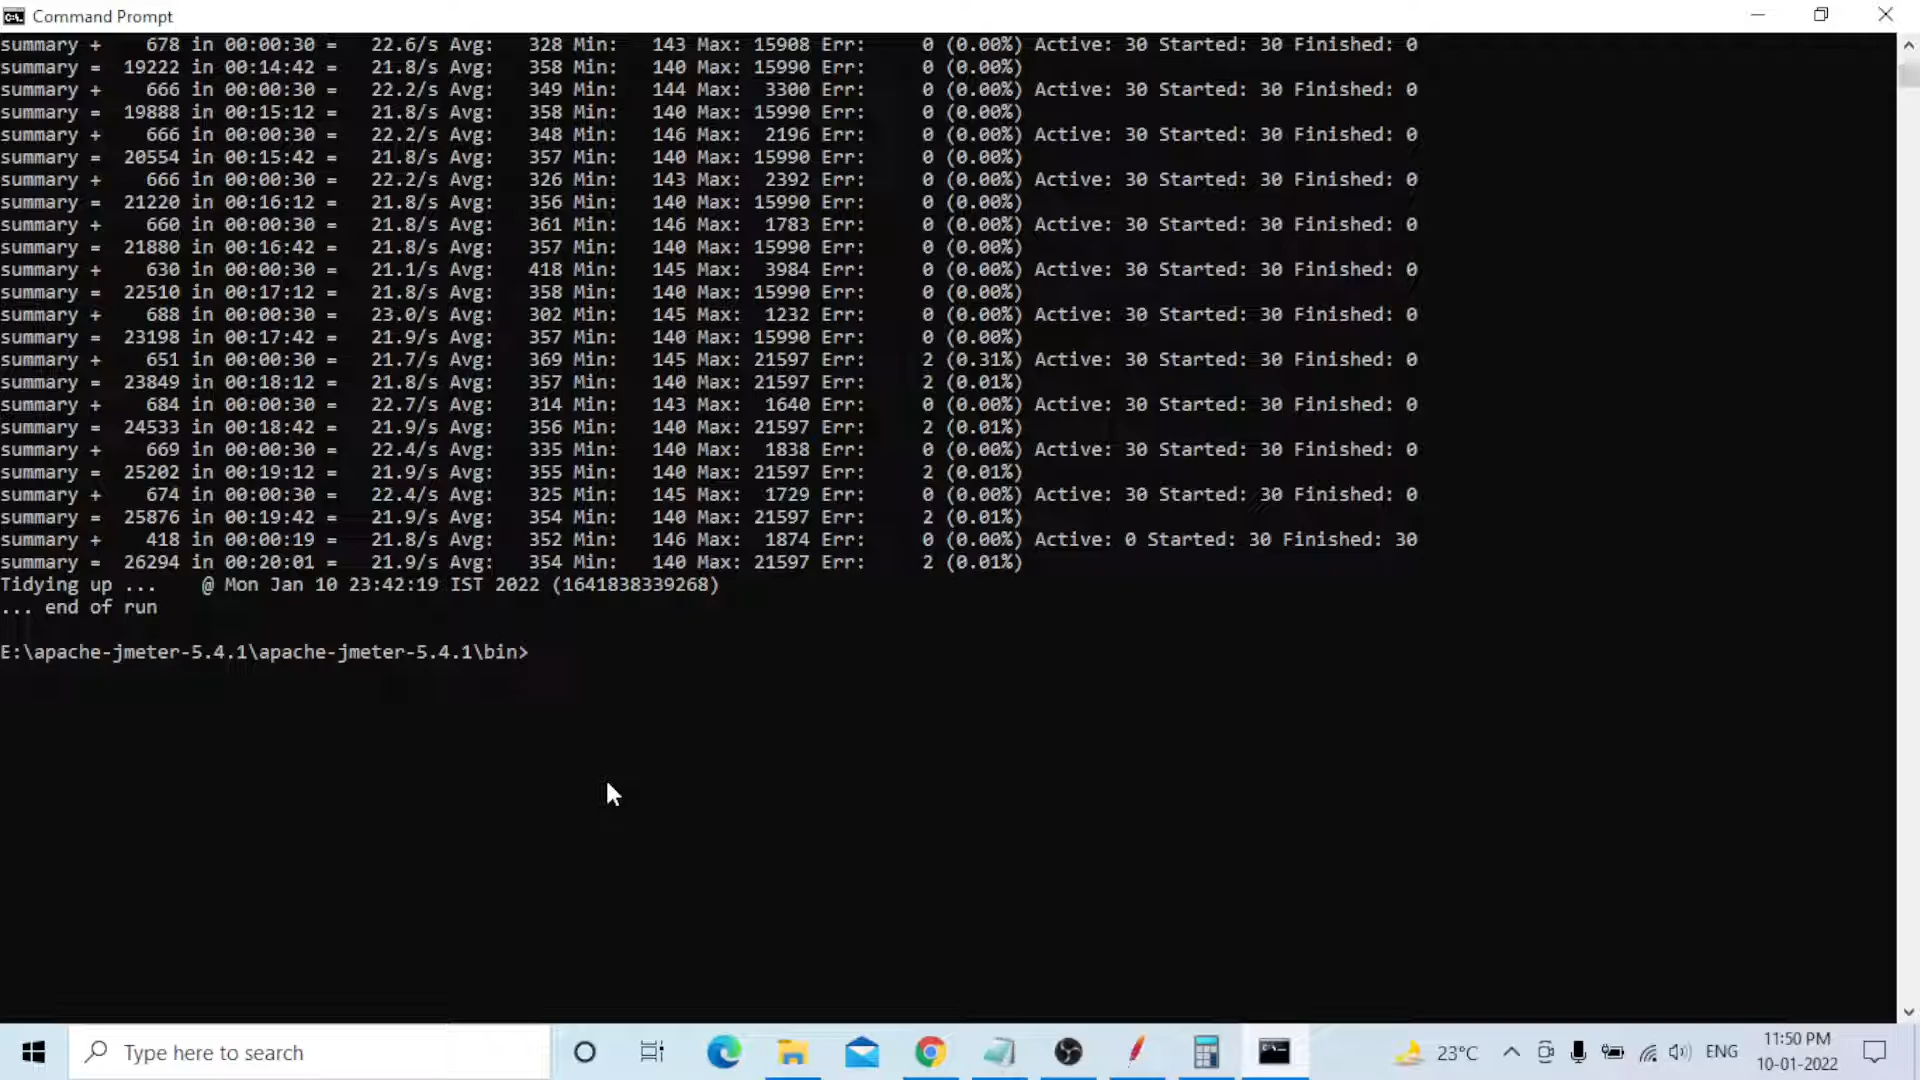 Command Prompt
summary +    678 in 00:00:30 =   22.6/s Avg:   328 Min:   143 Max: 15908 Err:     0 (0.00%) Active: 30 Started: 30 Finished: 0
summary =  19222 in 00:14:42 =   21.8/s Avg:   358 Min:   140 Max: 15990 Err:     0 (0.00%)
summary +    666 in 00:00:30 =   22.2/s Avg:   349 Min:   144 Max:  3300 Err:     0 (0.00%) Active: 30 Started: 30 Finished: 0
summary =  19888 in 00:15:12 =   21.8/s Avg:   358 Min:   140 Max: 15990 Err:     0 (0.00%)
summary +    666 in 00:00:30 =   22.2/s Avg:   348 Min:   146 Max:  2196 Err:     0 (0.00%) Active: 30 Started: 30 Finished: 0
summary =  20554 in 00:15:42 =   21.8/s Avg:   357 Min:   140 Max: 15990 Err:     0 (0.00%)
summary +    666 in 00:00:30 =   22.2/s Avg:   326 Min:   143 Max:  2392 Err:     0 (0.00%) Active: 30 Started: 30 Finished: 0
summary =  21220 in 00:16:12 =   21.8/s Avg:   356 Min:   140 Max: 15990 Err:     0 (0.00%)
summary +    660 in 00:00:30 =   21.8/s Avg:   361 Min:   146 Max:  1783 Err:     0 (0.00%) Active: 30 Started: 30 Finished: 0
summary =  21880 in 00:16:42 =   21.8/s Avg:   357 Min:   140 Max: 15990 Err:     0 (0.00%)
summary +    630 in 00:00:30 =   21.1/s Avg:   418 Min:   145 Max:  3984 Err:     0 (0.00%) Active: 30 Started: 30 Finished: 0
summary =  22510 in 00:17:12 =   21.8/s Avg:   358 Min:   140 Max: 15990 Err:     0 (0.00%)
summary +    688 in 00:00:30 =   23.0/s Avg:   302 Min:   145 Max:  1232 Err:     0 (0.00%) Active: 30 Started: 30 Finished: 0
summary =  23198 in 00:17:42 =   21.9/s Avg:   357 Min:   140 Max: 15990 Err:     0 (0.00%)
summary +    651 in 00:00:30 =   21.7/s Avg:   369 Min:   145 Max: 21597 Err:     2 (0.31%) Active: 30 Started: 30 Finished: 0
summary =  23849 in 00:18:12 =   21.8/s Avg:   357 Min:   140 Max: 21597 Err:     2 (0.01%)
summary +    684 in 00:00:30 =   22.7/s Avg:   314 Min:   143 Max:  1640 Err:     0 (0.00%) Active: 30 Started: 30 Finished: 0
summary =  24533 in 00:18:42 =   21.9/s Avg:   356 Min:   140 Max: 21597 Err:     2 (0.01%)
summary +    669 in 00:00:30 =   22.4/s Avg:   335 Min:   140 Max:  1838 Err:     0 (0.00%) Active: 30 Started: 30 Finished: 0
summary =  25202 in 00:19:12 =   21.9/s Avg:   355 Min:   140 Max: 21597 Err:     2 (0.01%)
summary +    674 in 00:00:30 =   22.4/s Avg:   325 Min:   145 Max:  1729 Err:     0 (0.00%) Active: 30 Started: 30 Finished: 0
summary =  25876 in 00:19:42 =   21.9/s Avg:   354 Min:   140 Max: 21597 Err:     2 (0.01%)
summary +    418 in 00:00:19 =   21.8/s Avg:   352 Min:   146 Max:  1874 Err:     0 (0.00%) Active: 0 Started: 30 Finished: 30
summary =  26294 in 00:20:01 =   21.9/s Avg:   354 Min:   140 Max: 21597 Err:     2 (0.01%)
Tidying up ...    @ Mon Jan 10 23:42:19 IST 2022 (1641838339268)
... end of run
E:\apache-jmeter-5.4.1\apache-jmeter-5.4.1\bin>
Type here to search
23°C
ENG
11:50 PM
10-01-2022